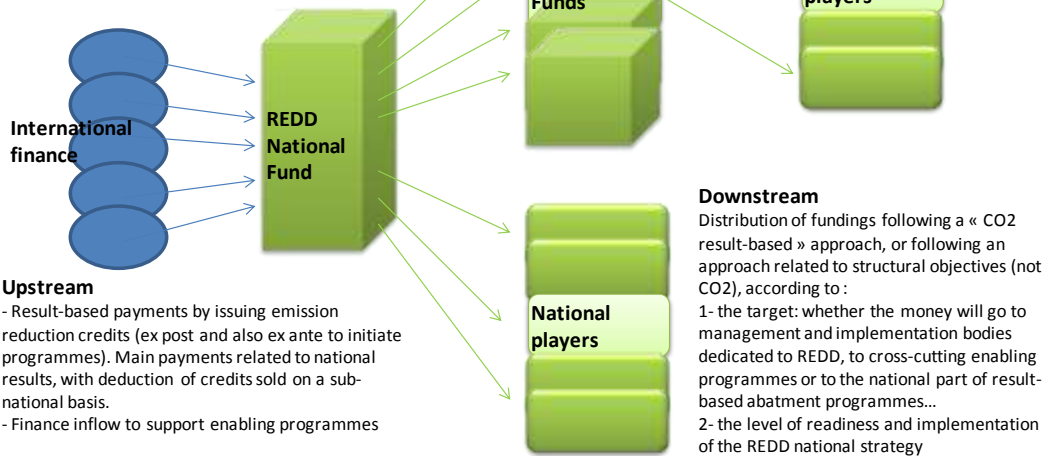 Funds
players
International
finance
REDD
National
Fund
Upstream
- Result-based payments by issuing emission
reduction credits (ex post and also ex ante to initiate
programmes). Main payments related to national
results, with deduction of credits sold on a sub-
national basis.
- Finance inflow to support enabling programmes
National
players
Downstream
Distribution of fundings following a « CO2
result-based » approach, or following an
approach related to structural objectives (not
CO2), according to :
1- the target: whether the money will go to
management and implementation bodies
dedicated to REDD, to cross-cutting enabling
programmes or to the national part of result-
based abatment programmes...
2- the level of readiness and implementation
of the REDD national strategy